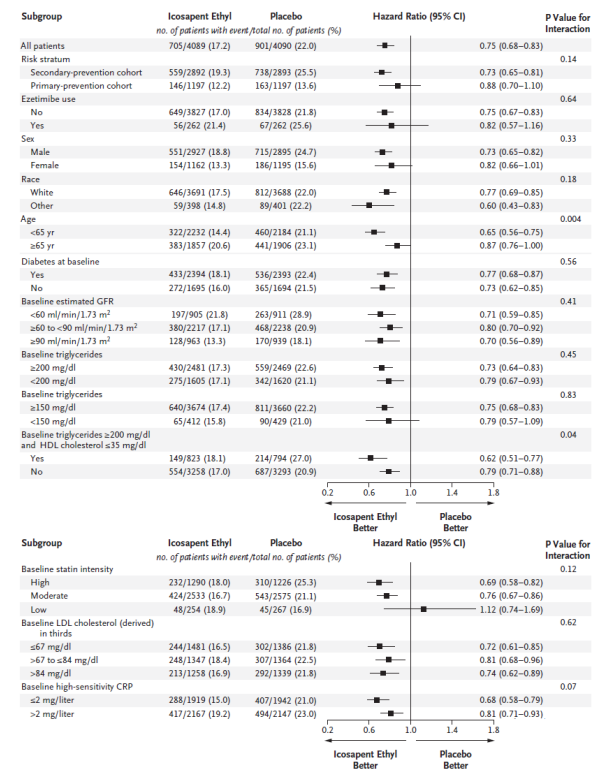 Subgroup Icosapent Ethyl Placebo Hazard Ratio (95% CI) P Value for Interaction
no. of patients with event/total no. of patients (%)
All patients 705/4089 (17.2) 901/4090 (22.0) 0.75 (0.68–0.83)
Risk stratum 0.14
Secondary-prevention cohort 559/2892 (19.3) 738/2893 (25.5) 0.73 (0.65–0.81)
Primary-prevention cohort 146/1197 (12.2) 163/1197 (13.6) 0.88 (0.70–1.10)
Ezetimibe use 0.64
No 649/3827 (17.0) 834/3828 (21.8) 0.75 (0.67–0.83)
Yes 56/262 (21.4) 67/262 (25.6) 0.82 (0.57–1.16)
Sex 0.33
Male 551/2927 (18.8) 715/2895 (24.7) 0.73 (0.65–0.82)
Female 154/1162 (13.3) 186/1195 (15.6) 0.82 (0.66–1.01)
Race 0.18
White 646/3691 (17.5) 812/3688 (22.0) 0.77 (0.69–0.85)
Other 59/398 (14.8) 89/401 (22.2) 0.60 (0.43–0.83)
Age 0.004
<65 yr 322/2232 (14.4) 460/2184 (21.1) 0.65 (0.56–0.75)
≥65 yr 383/1857 (20.6) 441/1906 (23.1) 0.87 (0.76–1.00)
Diabetes at baseline 0.56
Yes 433/2394 (18.1) 536/2393 (22.4) 0.77 (0.68–0.87)
No 272/1695 (16.0) 365/1694 (21.5) 0.73 (0.62–0.85)
Baseline estimated GFR 0.41
<60 ml/min/1.73 m² 197/905 (21.8) 263/911 (28.9) 0.71 (0.59–0.85)
≥60 to <90 ml/min/1.73 m² 380/2217 (17.1) 468/2238 (20.9) 0.80 (0.70–0.92)
≥90 ml/min/1.73 m² 128/963 (13.3) 170/939 (18.1) 0.70 (0.56–0.89)
Baseline triglycerides 0.45
≥200 mg/dl 430/2481 (17.3) 559/2469 (22.6) 0.73 (0.64–0.83)
<200 mg/dl 275/1605 (17.1) 342/1620 (21.1) 0.79 (0.67–0.93)
Baseline triglycerides 0.83
≥150 mg/dl 640/3674 (17.4) 811/3660 (22.2) 0.75 (0.68–0.83)
<150 mg/dl 65/412 (15.8) 90/429 (21.0) 0.79 (0.57–1.09)
Baseline triglycerides ≥200 mg/dl 0.04
and HDL cholesterol ≤35 mg/dl
Yes 149/823 (18.1) 214/794 (27.0) 0.62 (0.51–0.77)
No 554/3258 (17.0) 687/3293 (20.9) 0.79 (0.71–0.88)
0.2 0.6 1.0 1.4 1.8
Icosapent Ethyl Better Placebo Better
Subgroup Icosapent Ethyl Placebo Hazard Ratio (95% CI) P Value for Interaction
no. of patients with event/total no. of patients (%)
Baseline statin intensity 0.12
High 232/1290 (18.0) 310/1226 (25.3) 0.69 (0.58–0.82)
Moderate 424/2533 (16.7) 543/2575 (21.1) 0.76 (0.67–0.86)
Low 48/254 (18.9) 45/267 (16.9) 1.12 (0.74–1.69)
Baseline LDL cholesterol (derived) 0.62
in thirds
≤67 mg/dl 244/1481 (16.5) 302/1386 (21.8) 0.72 (0.61–0.85)
>67 to ≤84 mg/dl 248/1347 (18.4) 307/1364 (22.5) 0.81 (0.68–0.96)
>84 mg/dl 213/1258 (16.9) 292/1339 (21.8) 0.74 (0.62–0.89)
Baseline high-sensitivity CRP 0.07
≤2 mg/liter 288/1919 (15.0) 407/1942 (21.0) 0.68 (0.58–0.79)
>2 mg/liter 417/2167 (19.2) 494/2147 (23.0) 0.81 (0.71–0.93)
0.2 0.6 1.0 1.4 1.8
Icosapent Ethyl Better Placebo Better